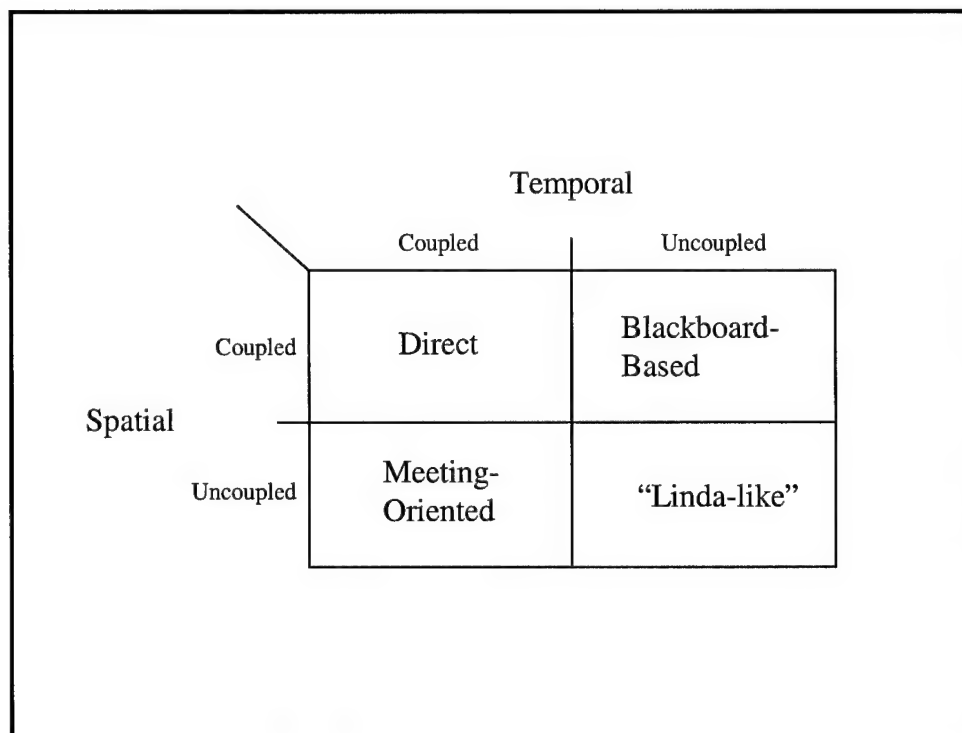 Temporal
Coupled Uncoupled
Coupled Direct Blackboard-
Based
Spatial
Uncoupled Meeting-
Oriented “Linda-like”